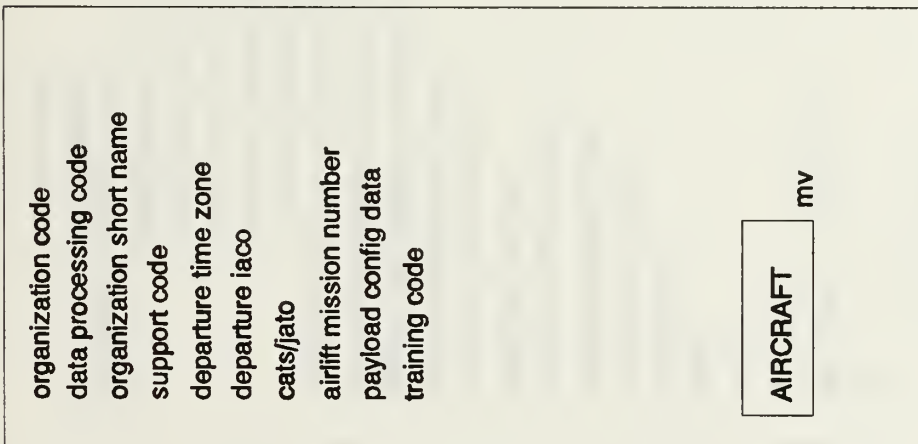 organization code
data processing code
organization short name
support code
departure time zone
departure iaco
cats/jato
airlift mission number
payload config data
training code
AIRCRAFT
mv